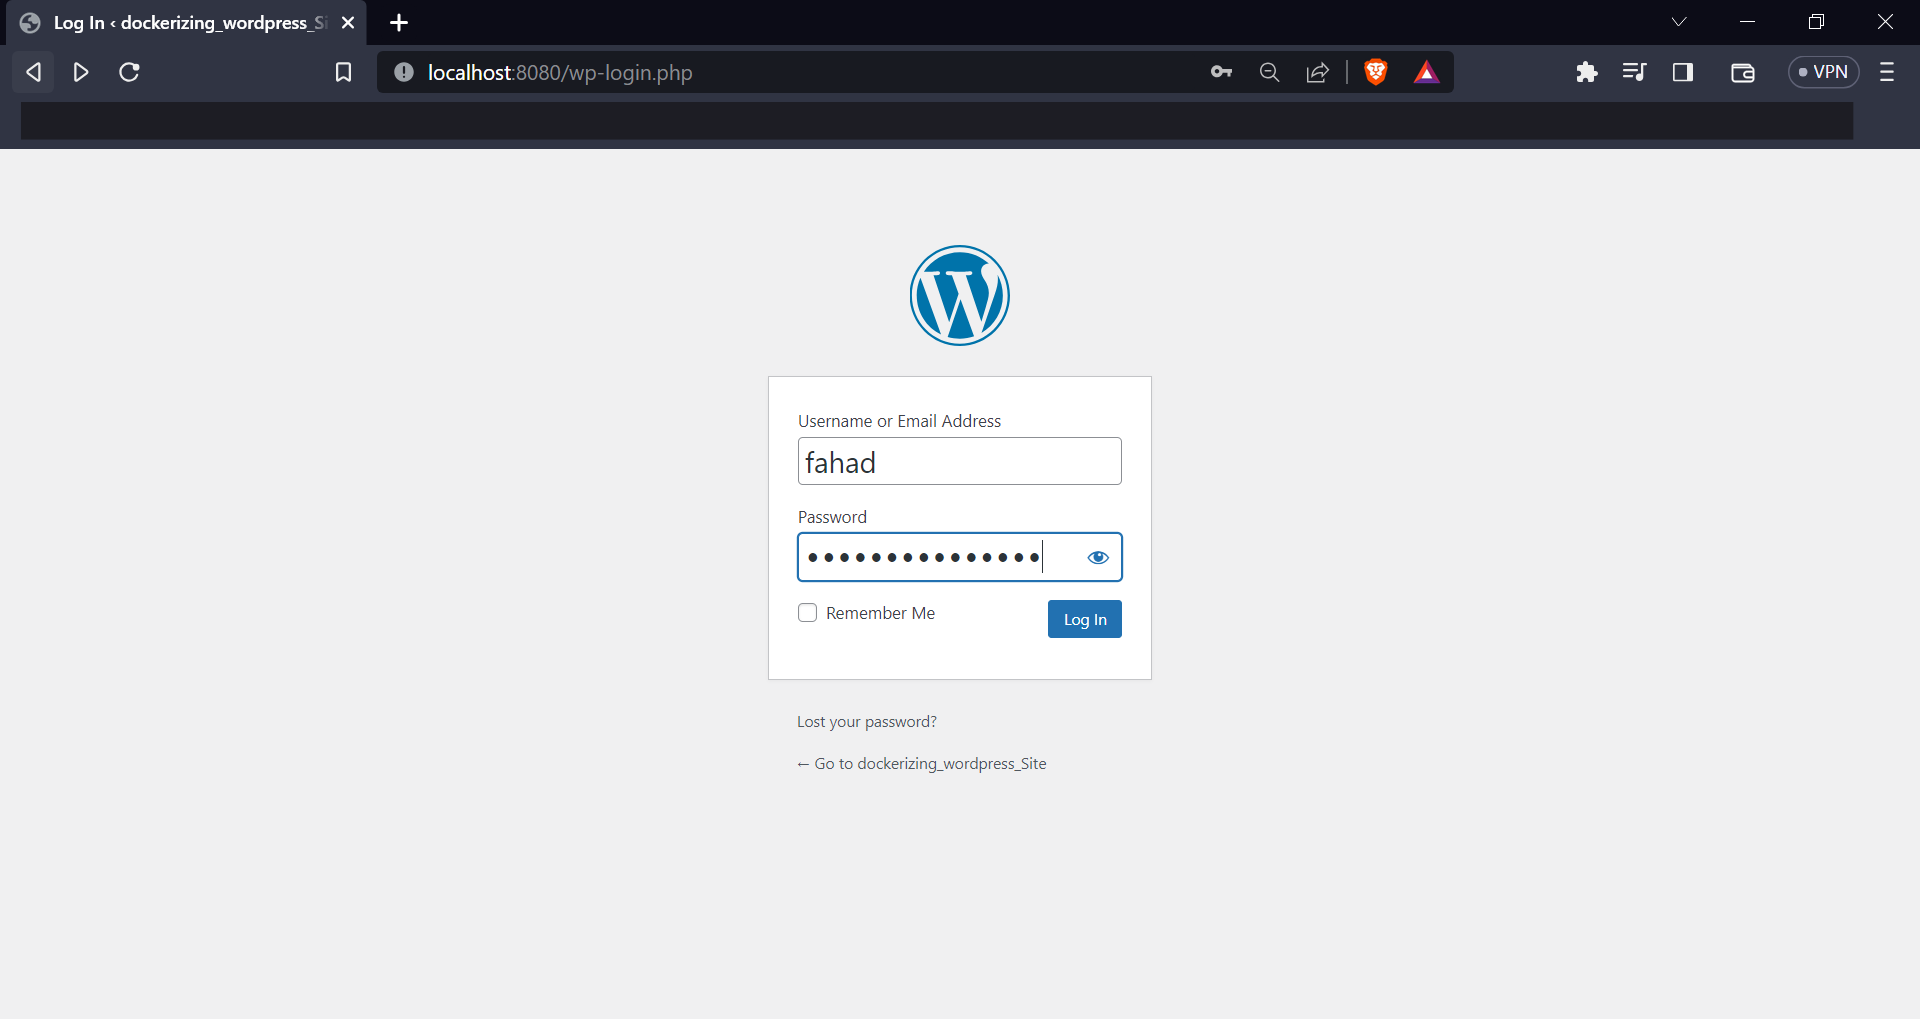 Log In ‹ dockerizing_wordpress_S
localhost:8080/wp-login.php
VPN
Username or Email Address
fahad
Password
•••••••••••••••
Remember Me
Log In
Lost your password?
← Go to dockerizing_wordpress_Site